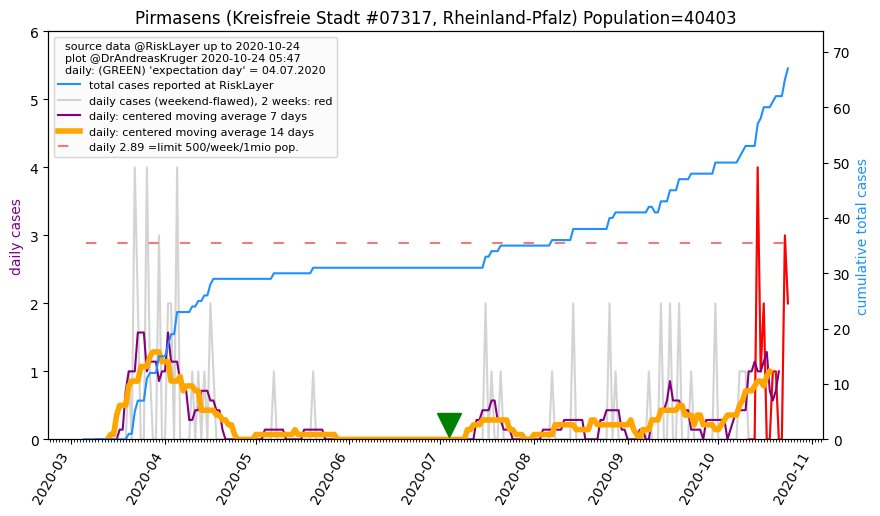 Pirmasens (Kreisfreie Stadt #07317, Rheinland-Pfalz) Population=40403
source data @RiskLayer up to 2020-10-24
plot @DrAndreasKruger 2020-10-24 05:47
daily: (GREEN) 'expectation day' = 04.07.2020
total cases reported at RiskLayer
daily cases (weekend-flawed), 2 weeks: red
daily: centered moving average 7 days
daily: centered moving average 14 days
daily 2.89 =limit 500/week/1mio pop.
daily cases
6
5
4
3
2
1
0
cumulative total cases
70
60
50
40
30
20
10
0
2020-03
2020-04
2020-05
2020-06
2020-07
2020-08
2020-09
2020-10
2020-11